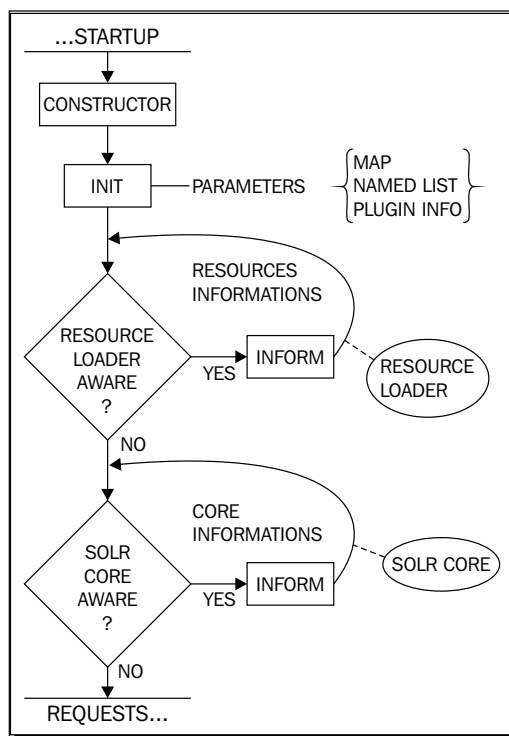 ...STARTUP
CONSTRUCTOR
INIT
PARAMETERS
MAP
NAMED LIST
PLUGIN INFO
RESOURCES
INFORMATIONS
RESOURCE
LOADER
AWARE
?
YES
INFORM
RESOURCE
LOADER
NO
CORE
INFORMATIONS
SOLR
CORE
AWARE
?
YES
INFORM
SOLR CORE
NO
REQUESTS...